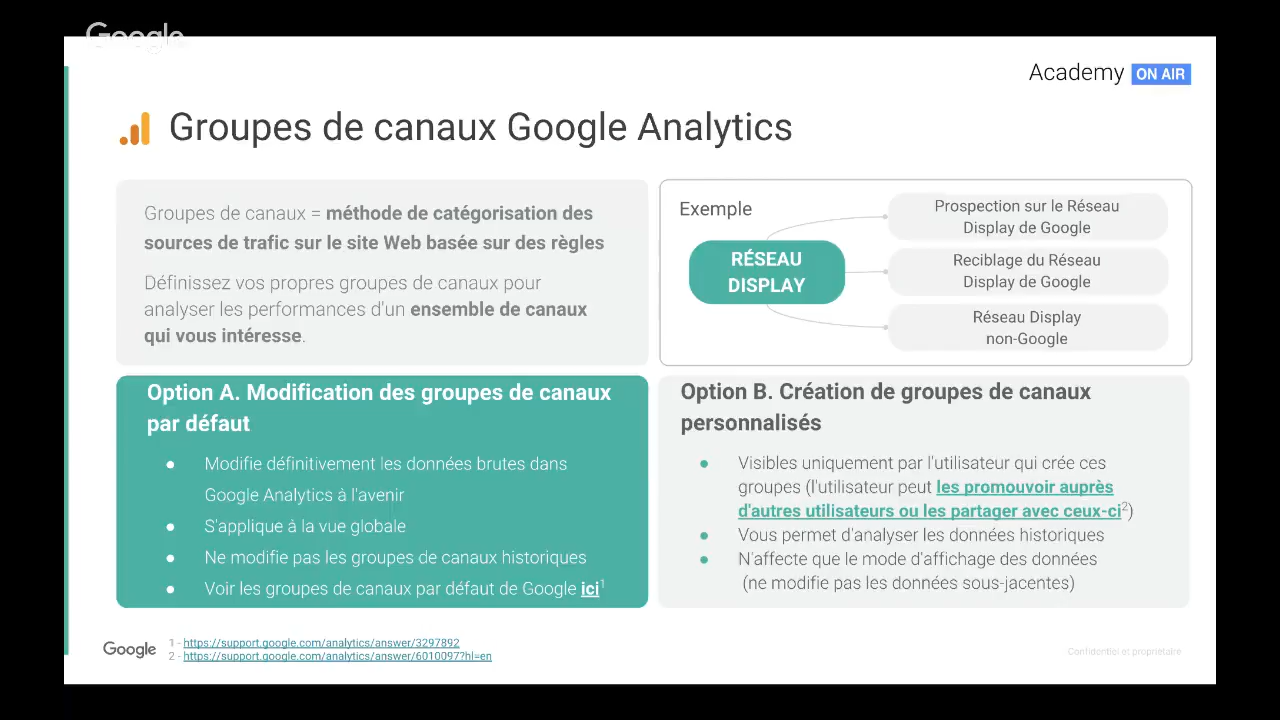 Google
Academy ON AIR
Groupes de canaux Google Analytics
Groupes de canaux = méthode de catégorisation des
sources de trafic sur le site Web basée sur des règles
Définissez vos propres groupes de canaux pour
analyser les performances d'un ensemble de canaux
qui vous intéresse.
Exemple
RÉSEAU
DISPLAY
Prospection sur le Réseau
Display de Google
Reciblage du Réseau
Display de Google
Réseau Display
non-Google
Option A. Modification des groupes de canaux
par défaut
● Modifie définitivement les données brutes dans
Google Analytics à l'avenir
● S'applique à la vue globale
● Ne modifie pas les groupes de canaux historiques
● Voir les groupes de canaux par défaut de Google ici¹
Option B. Création de groupes de canaux
personnalisés
● Visibles uniquement par l'utilisateur qui crée ces
groupes (l'utilisateur peut les promouvoir auprès
d'autres utilisateurs ou les partager avec ceux-ci²)
● Vous permet d'analyser les données historiques
● N'affecte que le mode d'affichage des données
(ne modifie pas les données sous-jacentes)
Google
1 - https://support.google.com/analytics/answer/3297892
2 - https://support.google.com/analytics/answer/6010097?hl=en
Confidentiel et propriétaire